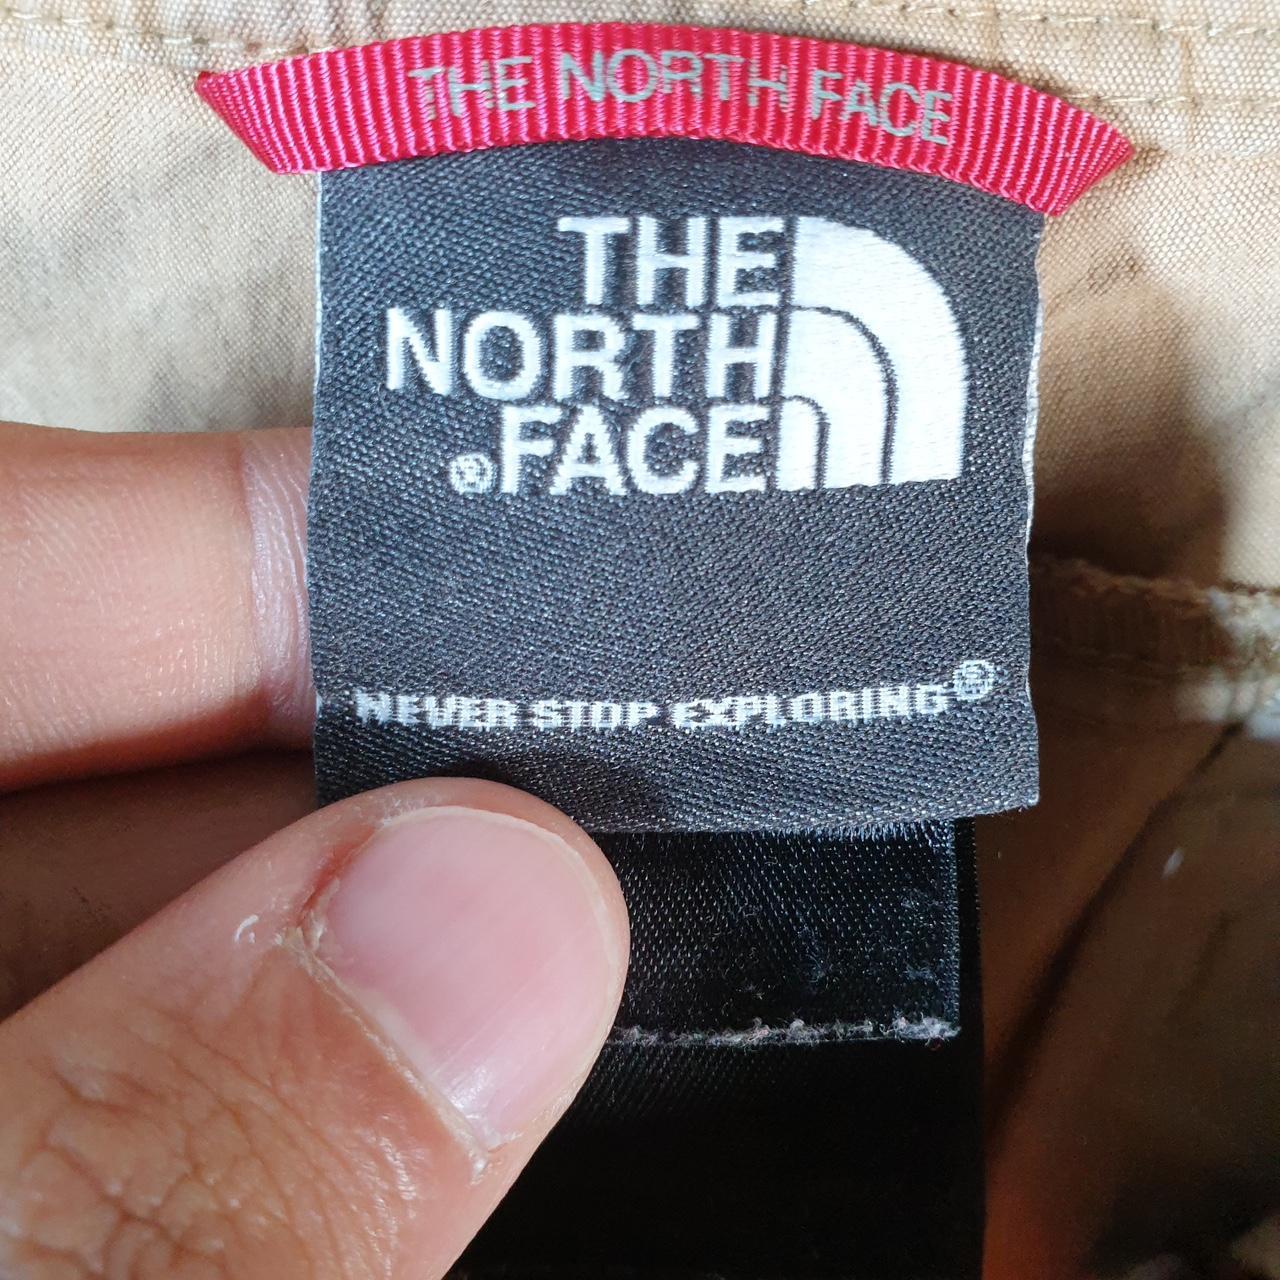 THE NORTH FACE
THE
NORTH
®FACE
NEVER STOP EXPLORING®